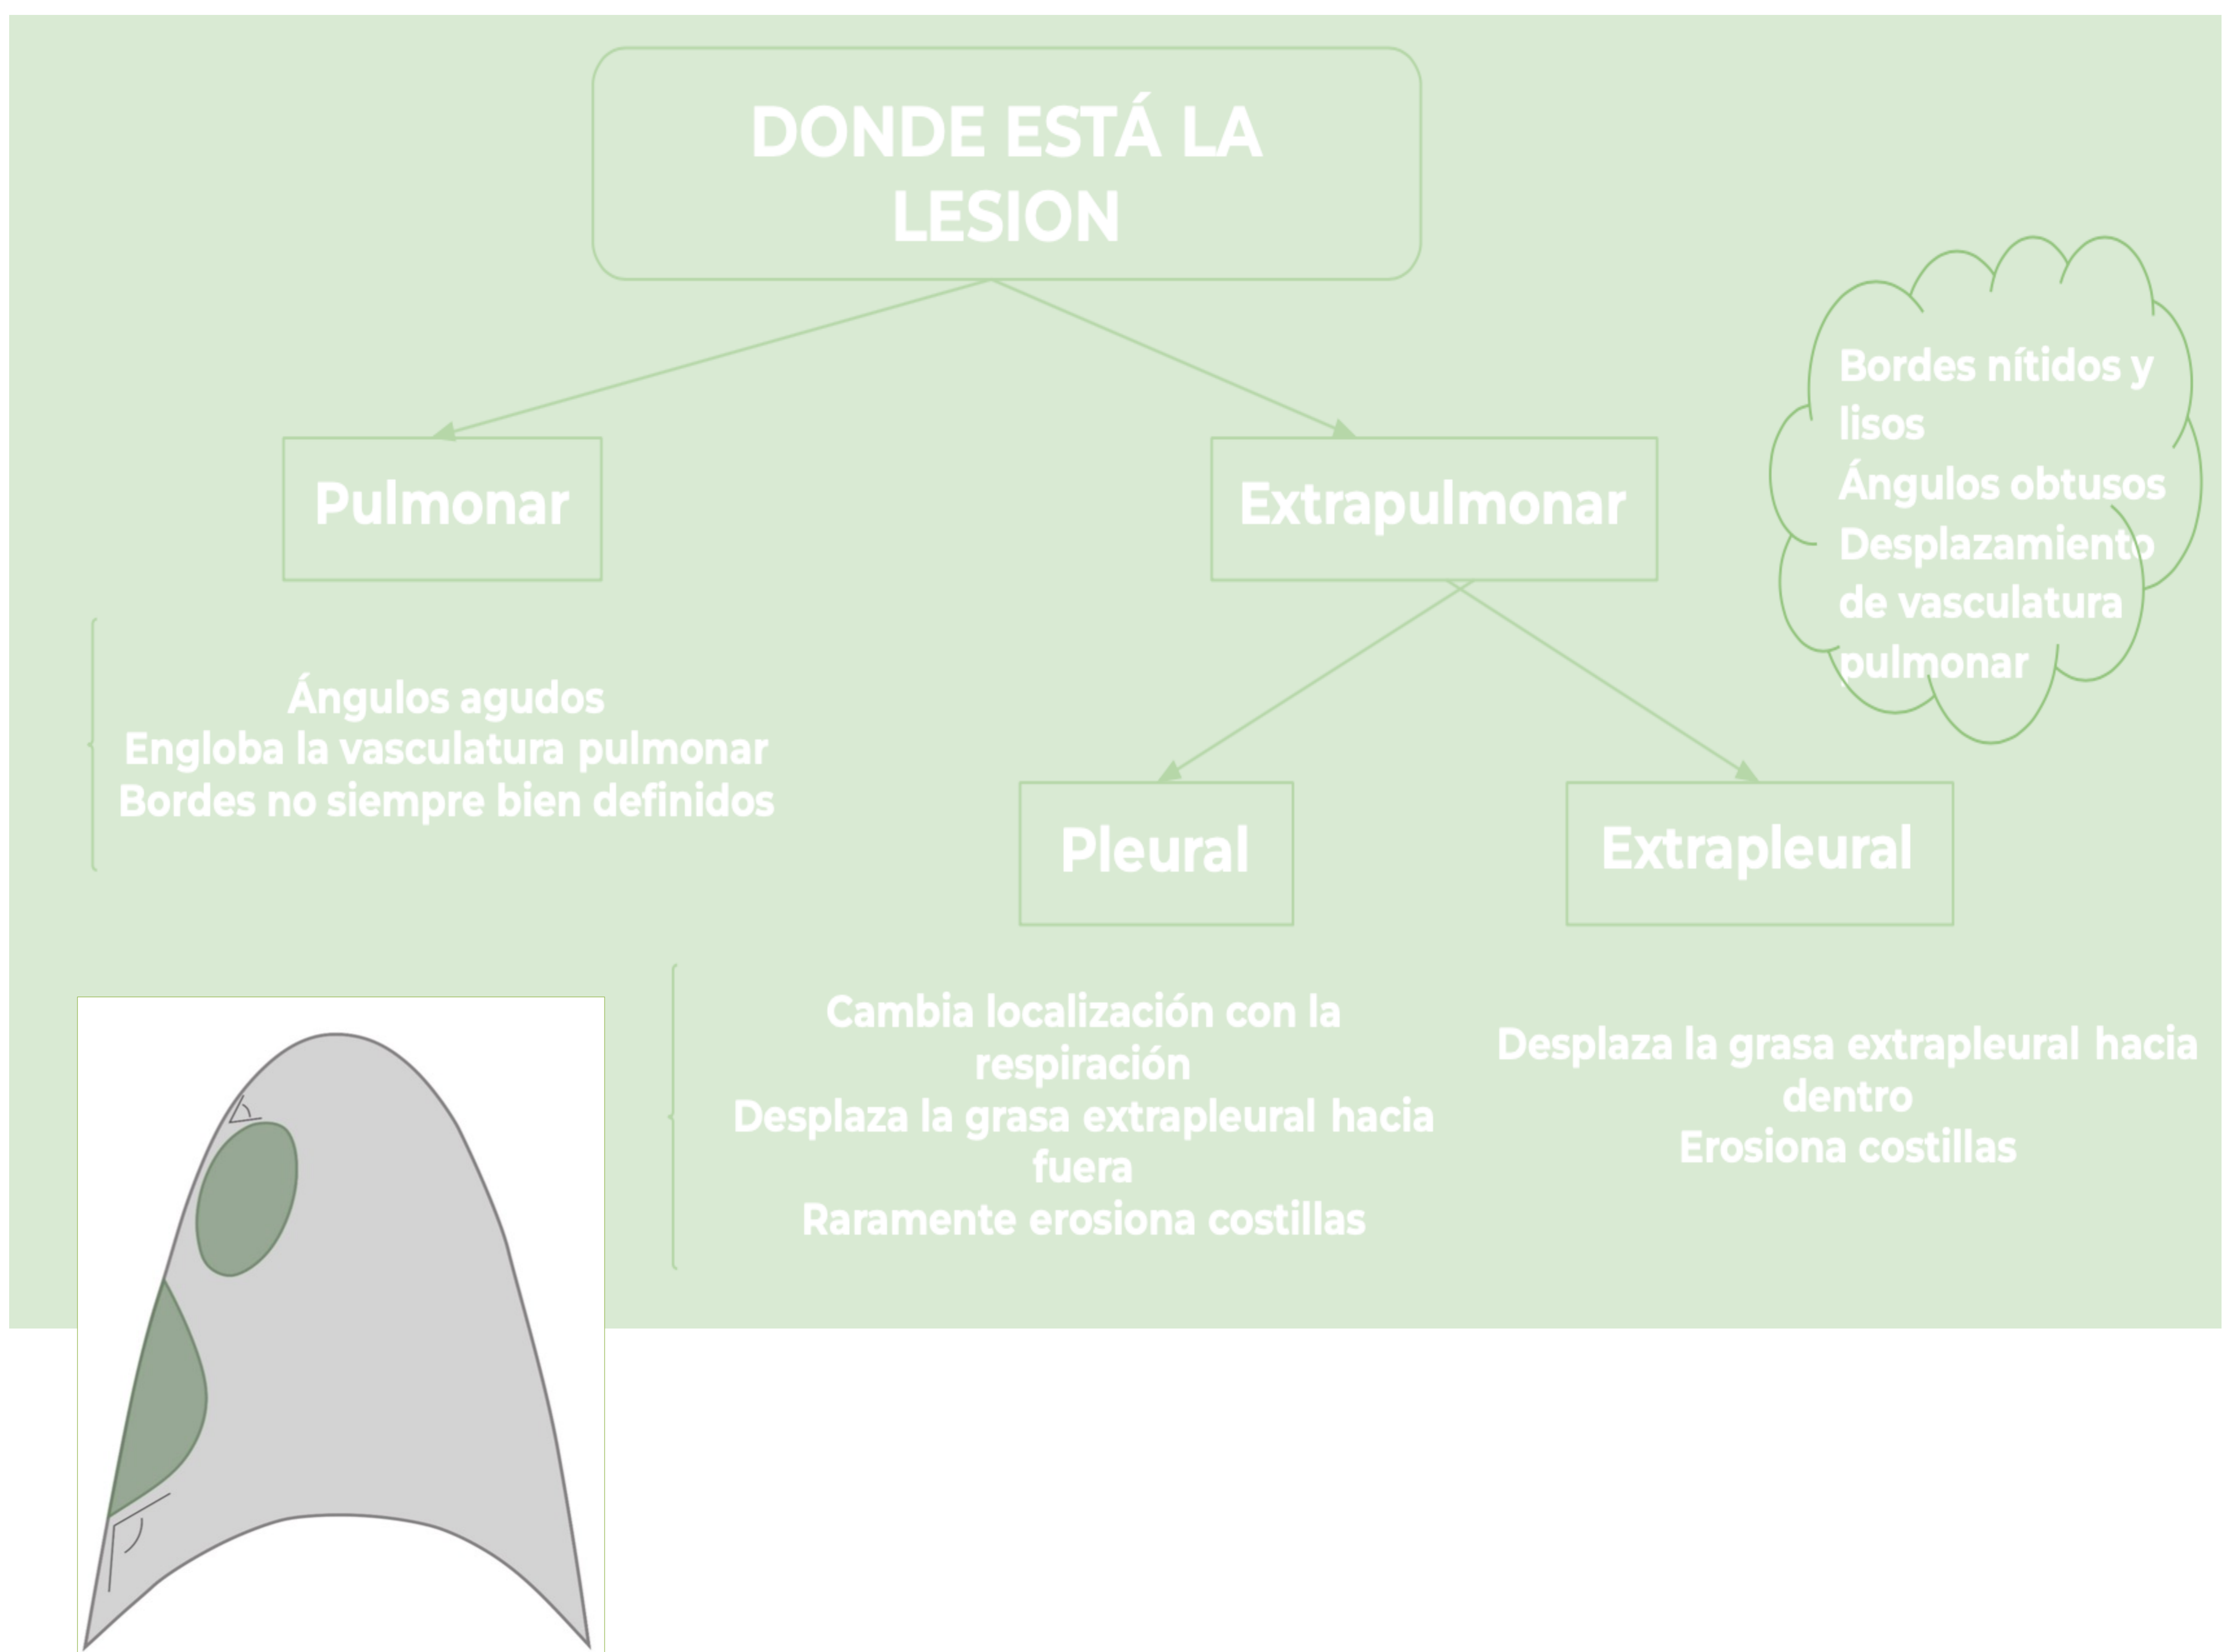 DONDE ESTÁ LA
LESION
Bordes nítidos y
lisos
Ángulos obtusos
Desplazamiento
de vasculatura
pulmonar
Pulmonar
Extrapulmonar
Ángulos agudos
Engloba la vasculatura pulmonar
Bordes no siempre bien definidos
Pleural
Extrapleural
Cambia localización con la
respiración
Desplaza la grasa extrapleural hacia
fuera
Raramente erosiona costillas
Desplaza la grasa extrapleural hacia
dentro
Erosiona costillas